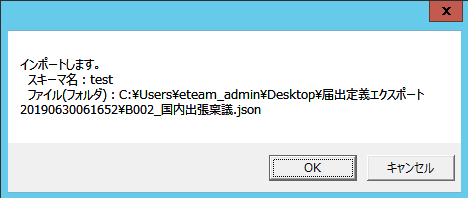 インポートします。
スキーマ名：test
ファイル(フォルダ)：C:¥Users¥eteam_admin¥Desktop¥届出定義エクスポート
20190630061652¥B002_国内出張稟議.json
OK
キャンセル